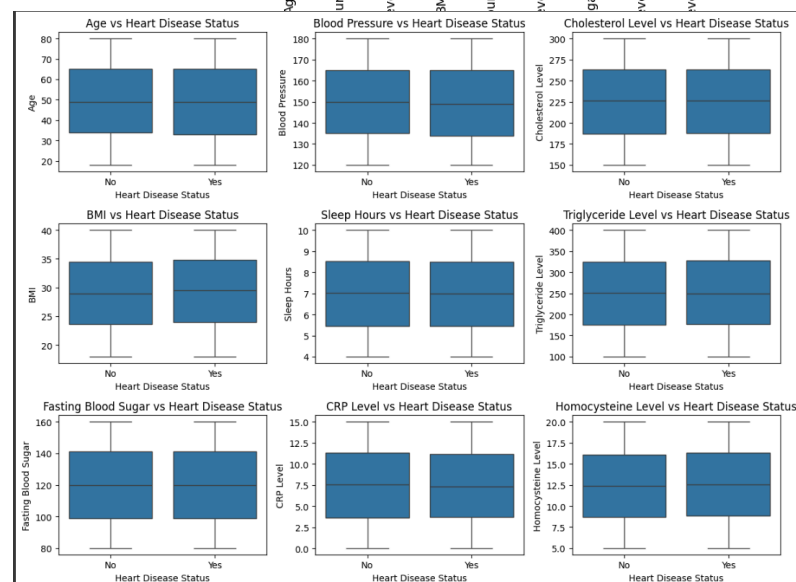 Age vs Heart Disease Status
Age
80
70
60
50
40
30
20
No
Yes
Heart Disease Status
Blood Pressure vs Heart Disease Status
Blood Pressure
180
170
160
150
140
130
120
No
Yes
Heart Disease Status
Cholesterol Level vs Heart Disease Status
Cholesterol Level
300
275
250
225
200
175
150
No
Yes
Heart Disease Status
BMI vs Heart Disease Status
BMI
40
35
30
25
20
No
Yes
Heart Disease Status
Sleep Hours vs Heart Disease Status
Sleep Hours
10
9
8
7
6
5
4
No
Yes
Heart Disease Status
Triglyceride Level vs Heart Disease Status
Triglyceride Level
400
350
300
250
200
150
100
No
Yes
Heart Disease Status
Fasting Blood Sugar vs Heart Disease Status
Fasting Blood Sugar
160
140
120
100
80
No
Yes
Heart Disease Status
CRP Level vs Heart Disease Status
CRP Level
15.0
12.5
10.0
7.5
5.0
2.5
0.0
No
Yes
Heart Disease Status
Homocysteine Level vs Heart Disease Status
Homocysteine Level
20.0
17.5
15.0
12.5
10.0
7.5
5.0
No
Yes
Heart Disease Status